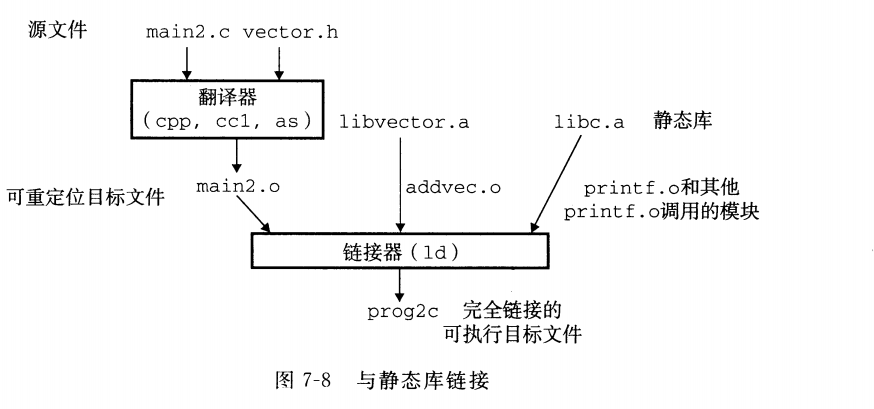 源文件 main2.c vector.h
翻译器
(cpp, cc1, as)
libvector.a libc.a 静态库
可重定位目标文件 main2.o addvec.o printf.o和其他
printf.o调用的模块
链接器(ld)
prog2c 完全链接的
可执行目标文件
图 7-8 与静态库链接